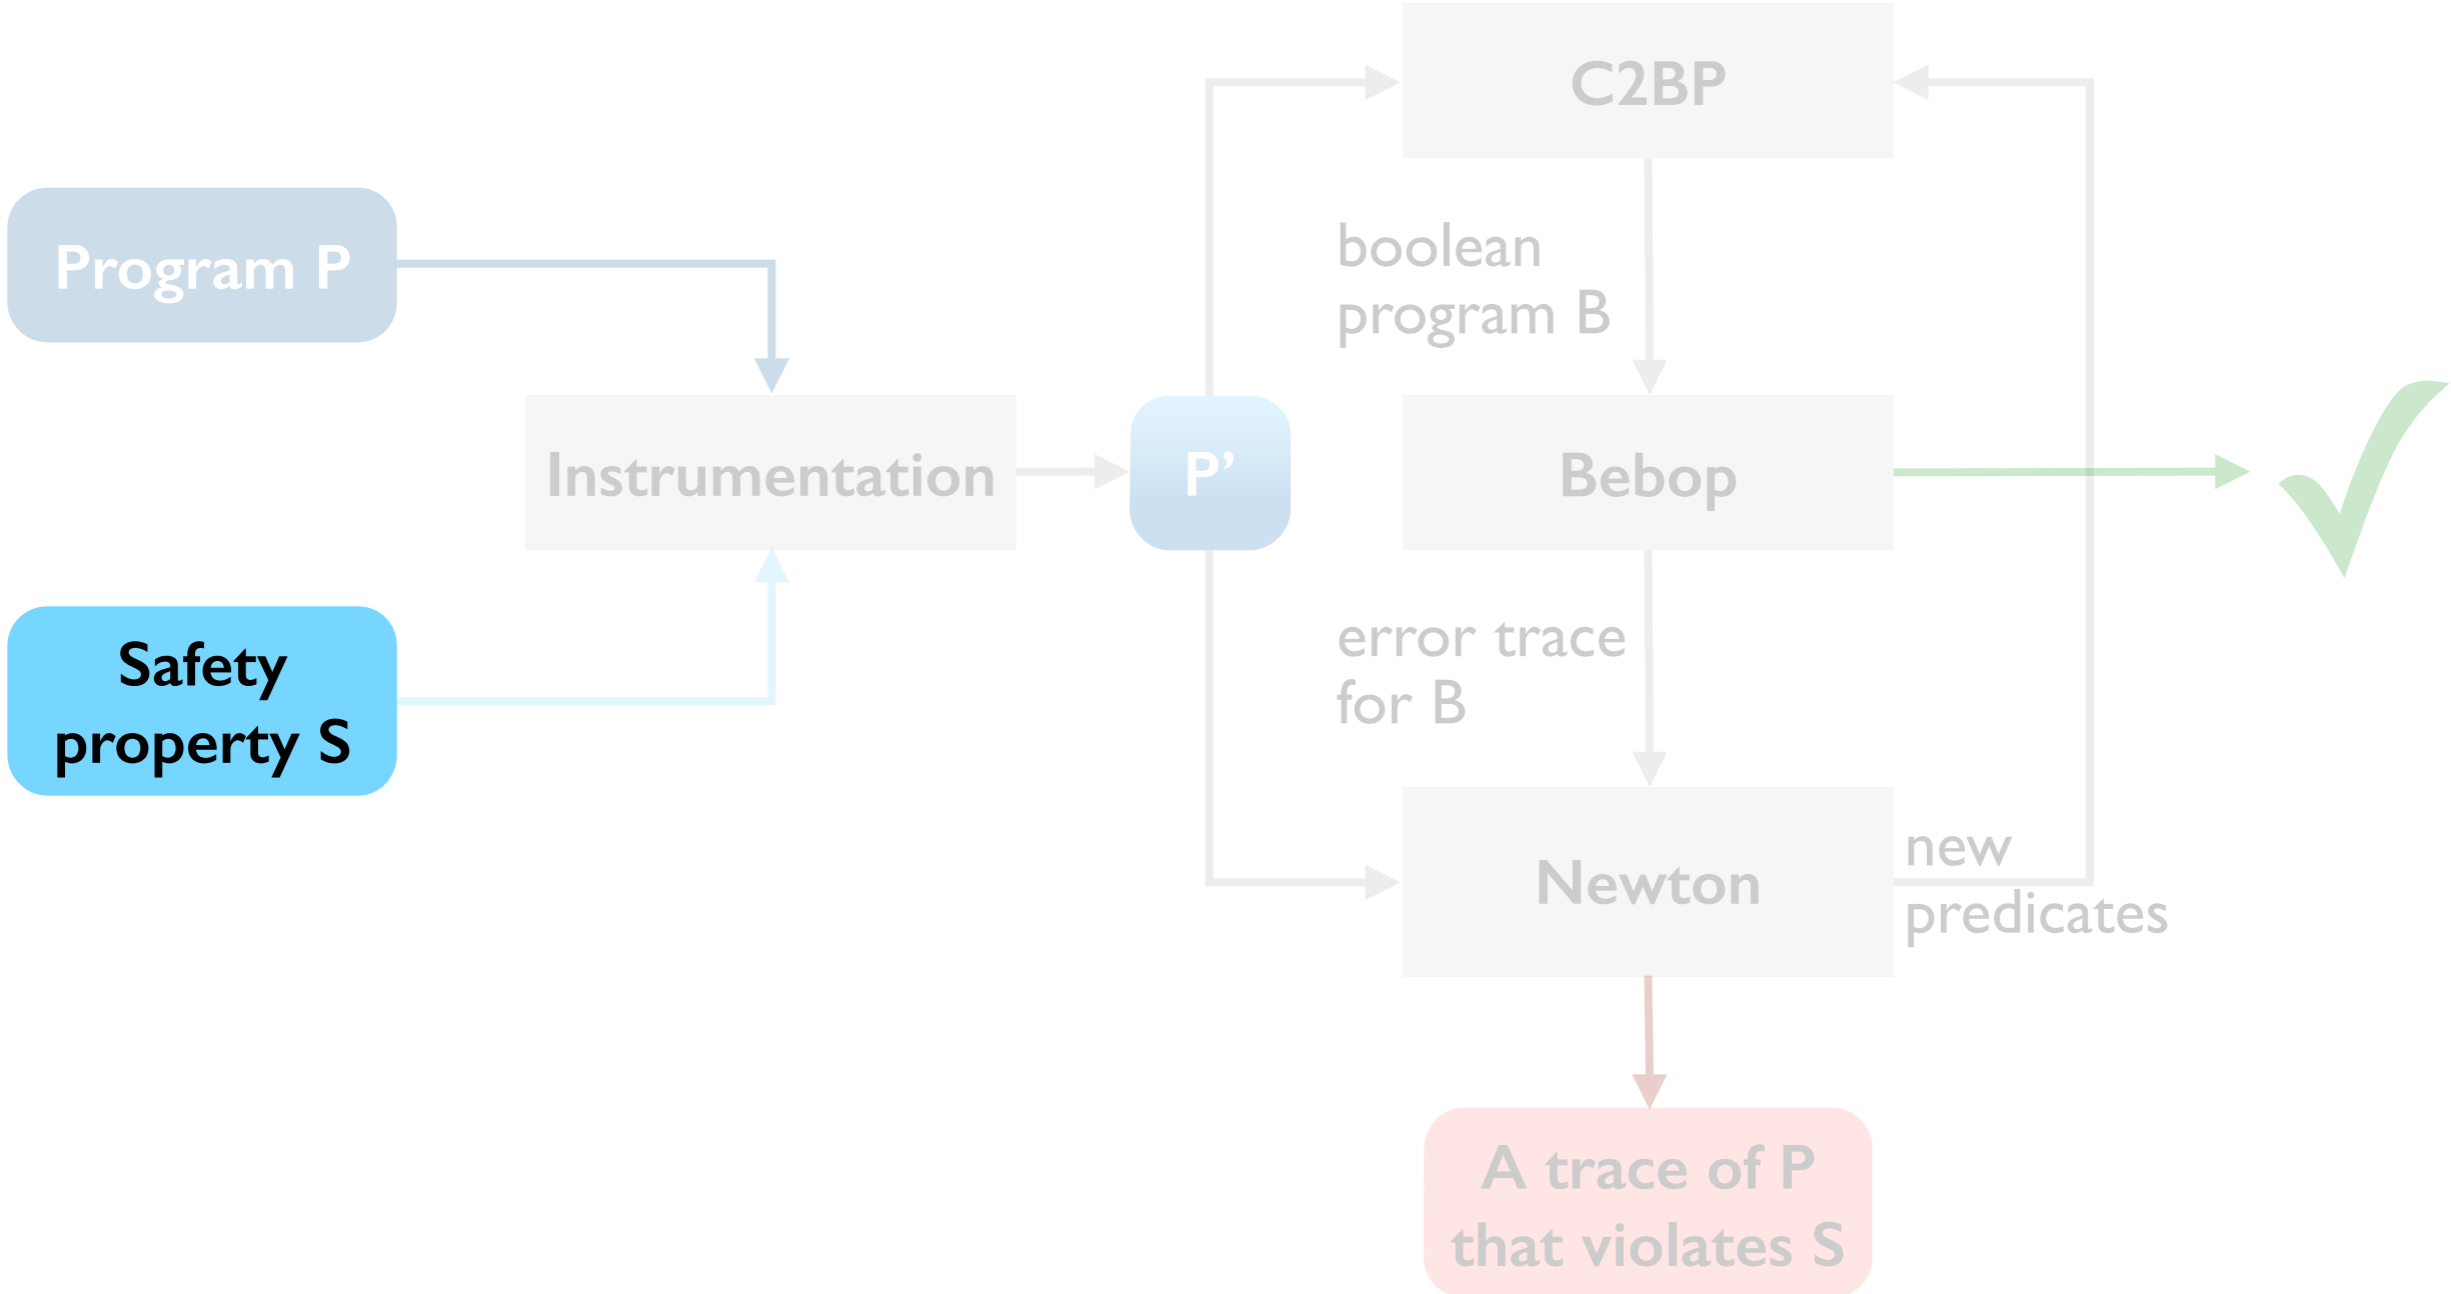 C2BP
boolean
program B
Program P
Instrumentation
P’
Bebop
Safety
property S
error trace
for B
Newton
new
predicates
A trace of P
that violates S